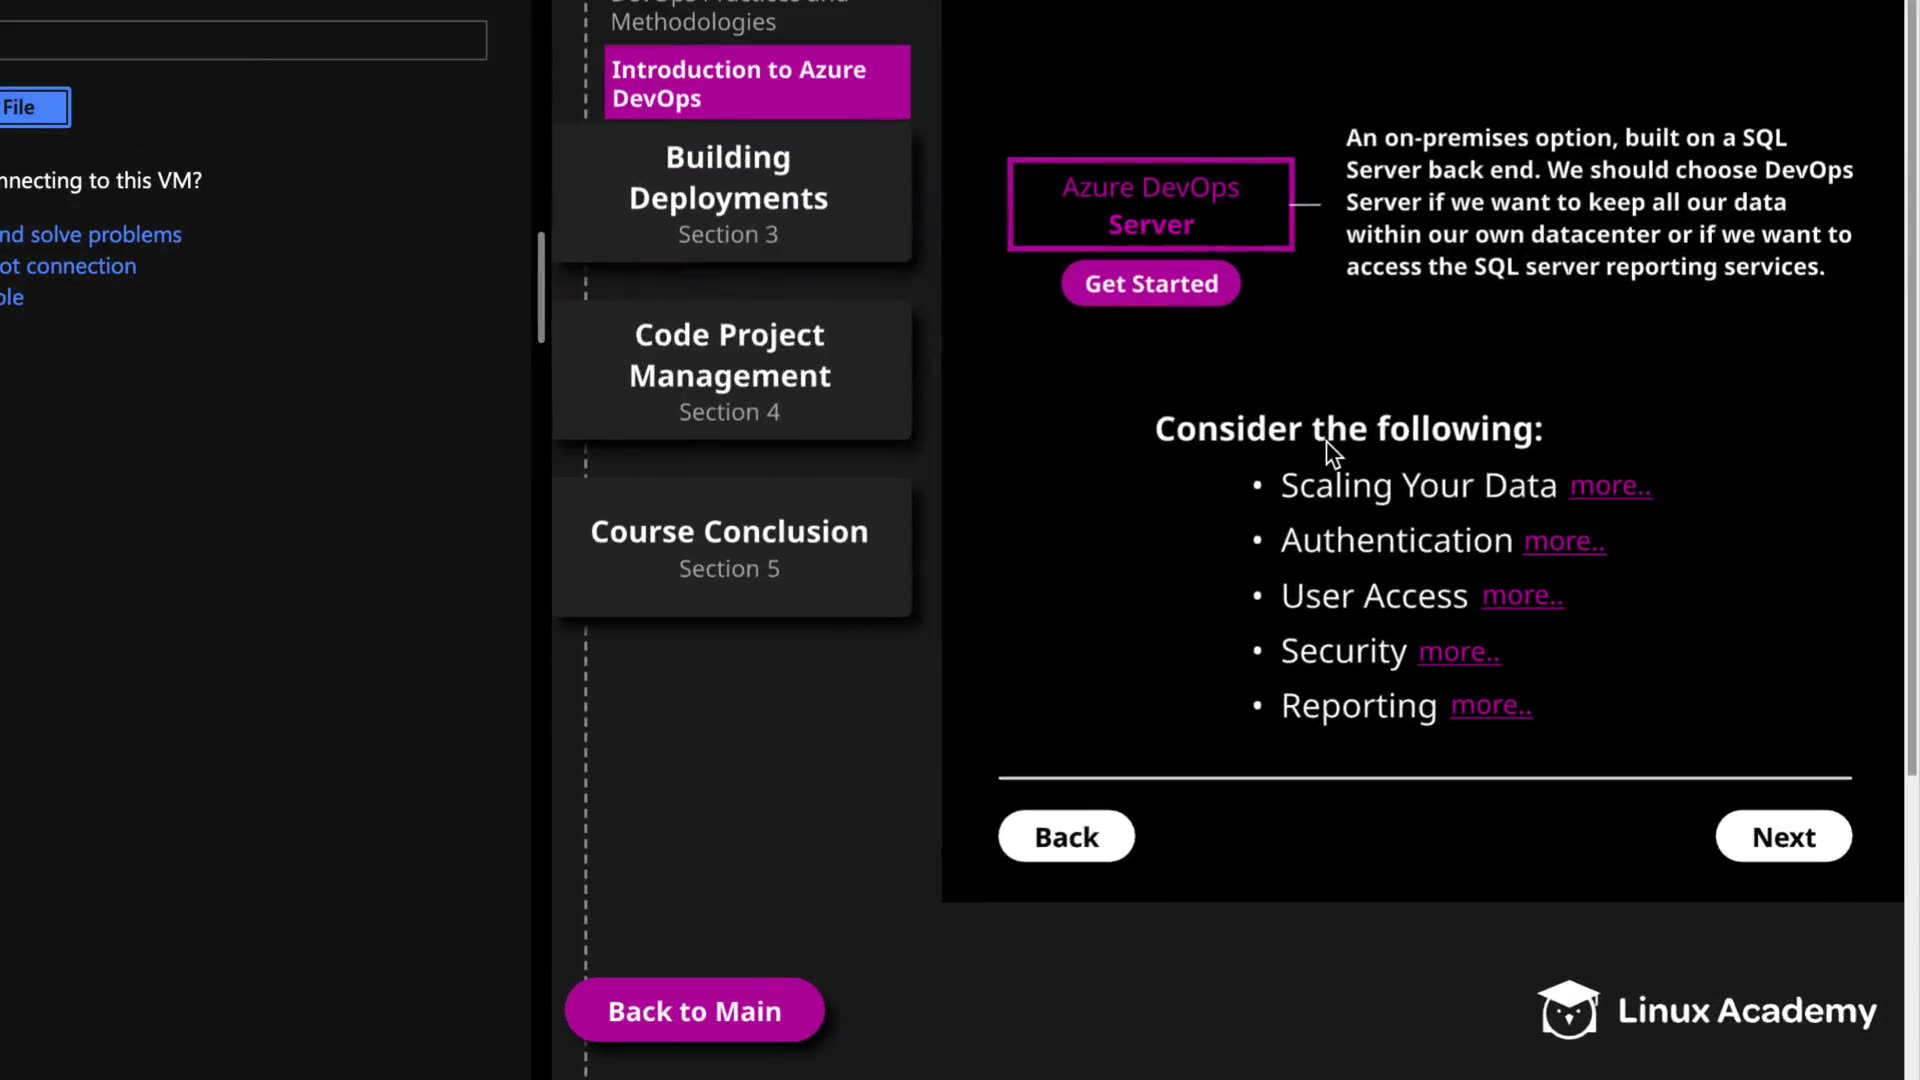 File
nnecting to this VM?
nd solve problems
ot connection
ole
Methodologies
Introduction to Azure
DevOps
Building
Deployments
Section 3
Code Project
Management
Section 4
Course Conclusion
Section 5
Back to Main
Azure DevOps
Server
Get Started
An on-premises option, built on a SQL
Server back end. We should choose DevOps
Server if we want to keep all our data
within our own datacenter or if we want to
access the SQL server reporting services.
Consider the following:
• Scaling Your Data more..
• Authentication more..
• User Access more..
• Security more..
• Reporting more..
Back
Next
Linux Academy